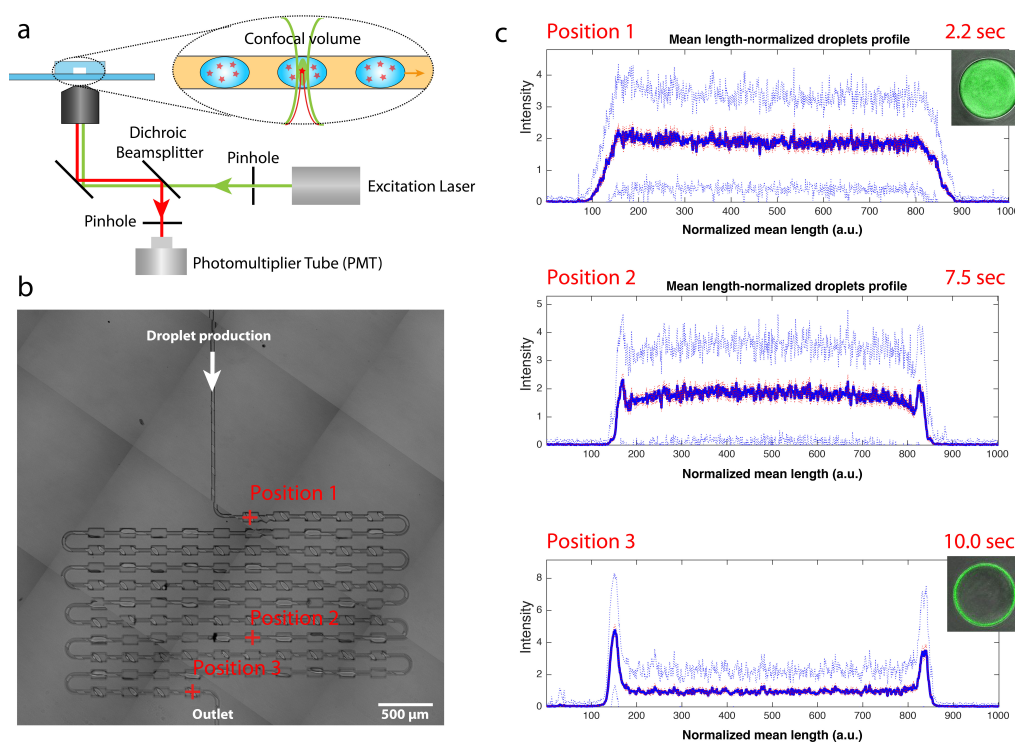 a
Confocal volume
Dichroic
Beamsplitter
Pinhole
Excitation Laser
Pinhole
Photomultiplier Tube (PMT)
b
Droplet production
Position 1
Position 2
Position 3
Outlet
500 μm
c
Position 1
2.2 sec
Mean length-normalized droplets profile
Intensity
4
3
2
1
0
100 200 300 400 500 600 700 800 900 1000
Normalized mean length (a.u.)
Position 2
7.5 sec
Mean length-normalized droplets profile
Intensity
5
4
3
2
1
0
100 200 300 400 500 600 700 800 900 1000
Normalized mean length (a.u.)
Position 3
10.0 sec
Intensity
8
6
4
2
0
100 200 300 400 500 600 700 800 900 1000
Normalized mean length (a.u.)